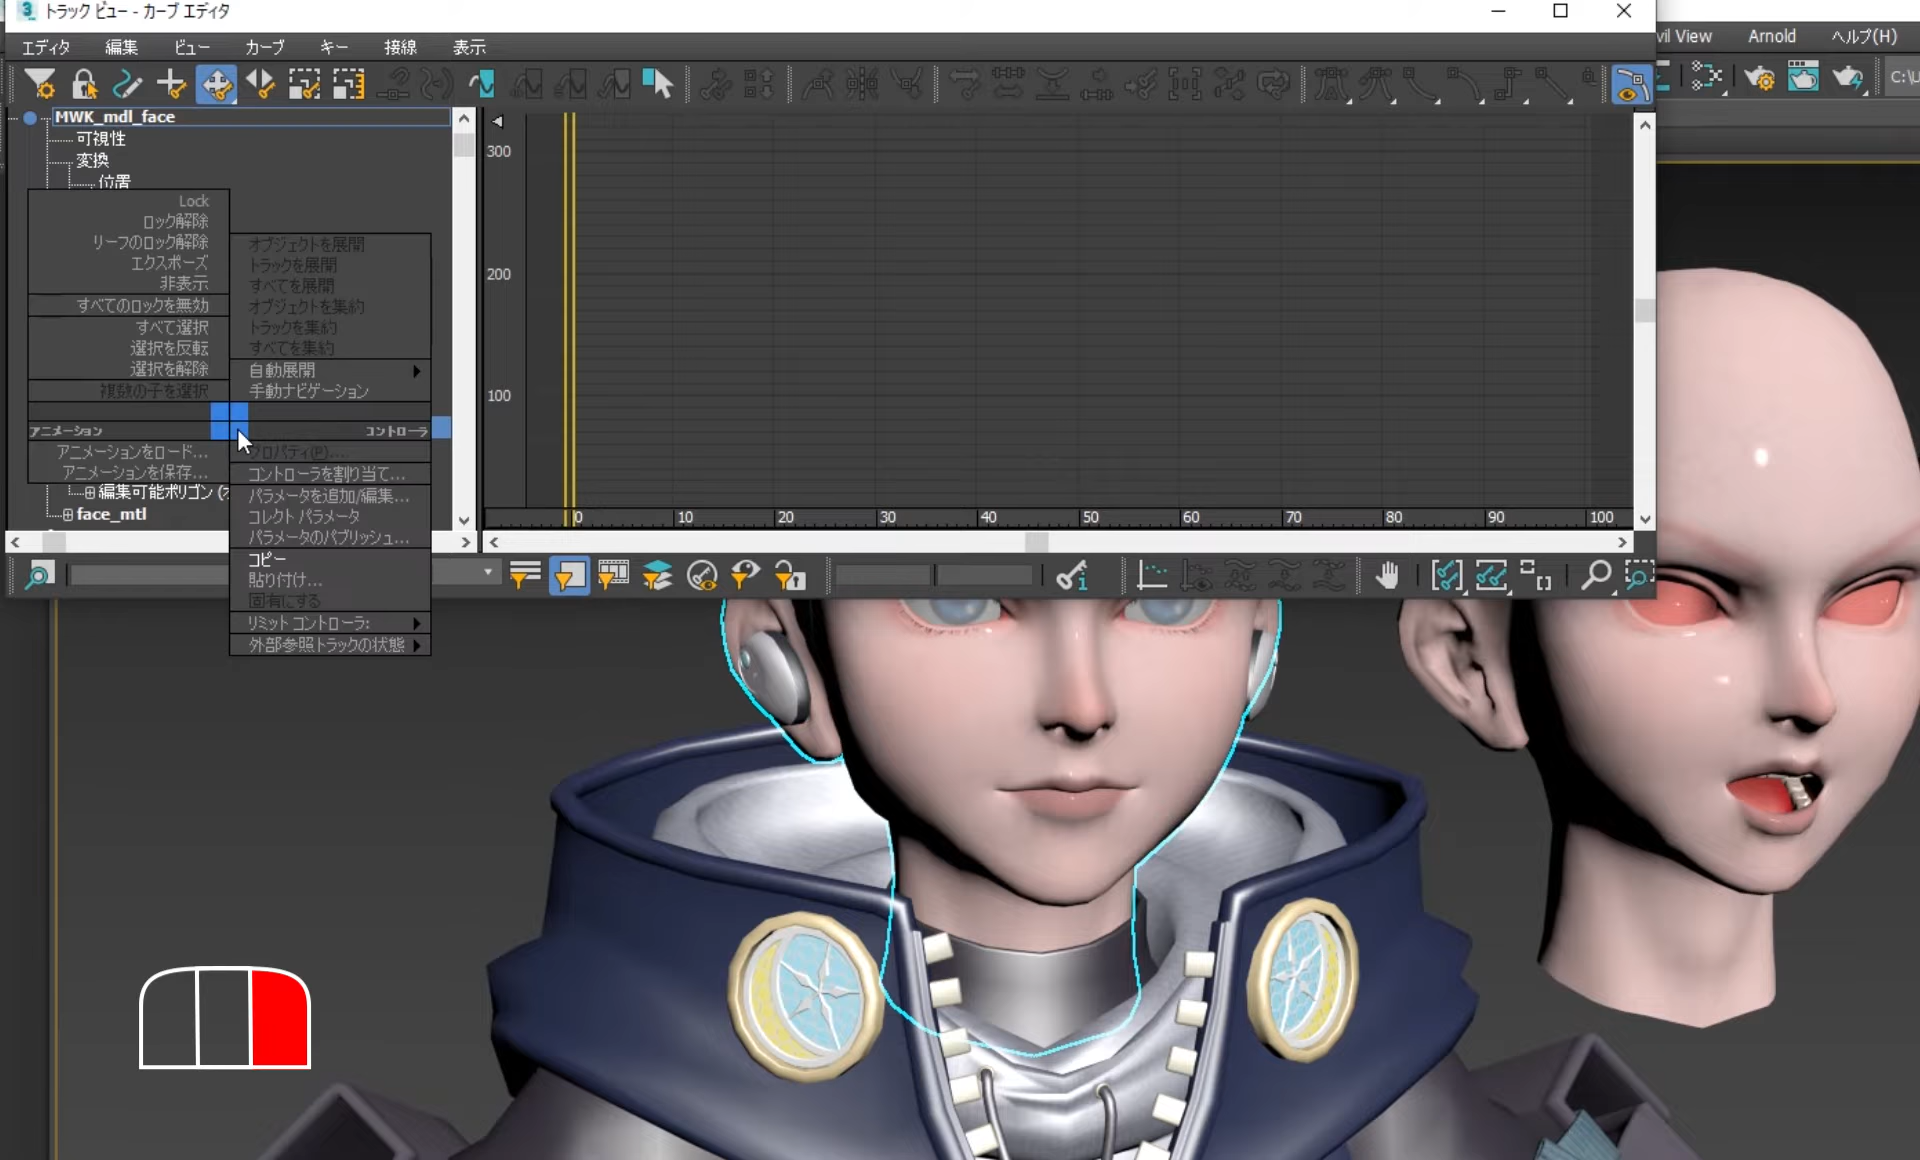 トラック ビュー - カーブ エディタ
エディタ 編集 ビュー カーブ キー 接線 表示
vil View Arnold ヘルプ(H)
C:\U
MWK_mdl_face
可視性
変換
位置
Lock
ロック解除
リーフのロック解除
エクスポーズ
非表示
すべてのロックを無効
すべて選択
選択を反転
選択を解除
複数の子を選択
オブジェクトを展開
トラックを展開
すべてを展開
オブジェクトを集約
トラックを集約
すべてを集約
自動展開
手動ナビゲーション
アニメーション コントローラ
アニメーションをロード...
アニメーションを保存...
プロパティ(P)...
コントローラを割り当て...
パラメータを追加/編集...
コレクト パラメータ
パラメータのパブリッシュ...
コピー
貼り付け...
固有にする
リミット コントローラ:
外部参照トラックの状態
編集可能ポリゴン (
face_mtl
300
200
100
0 10 20 30 40 50 60 70 80 90 100